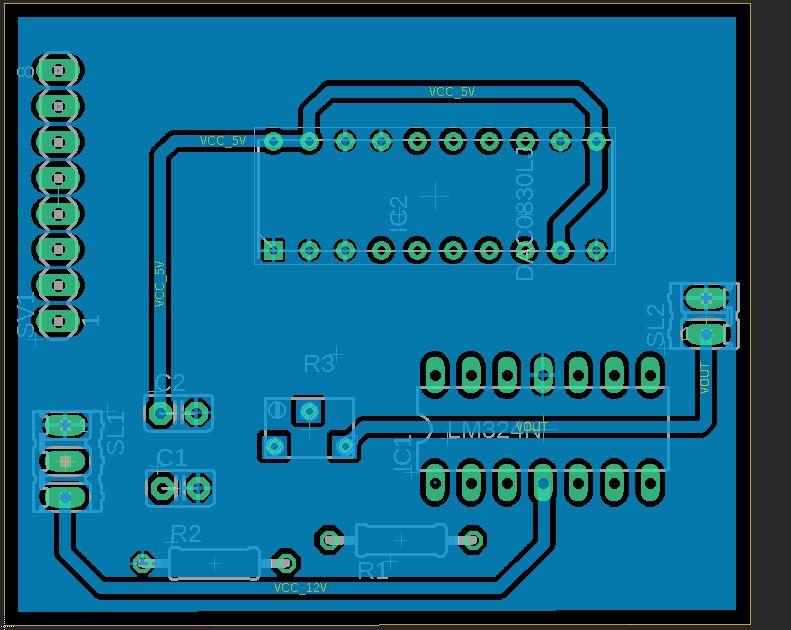 8
VCC_5V
VCC_5V
IC2
DAC0830LJ
VCC_5V
SV1
1
SL2
R3
VOUT
C2
SL1
LM324N
VOUT
IC1
C1
R2
R1
VCC_12V